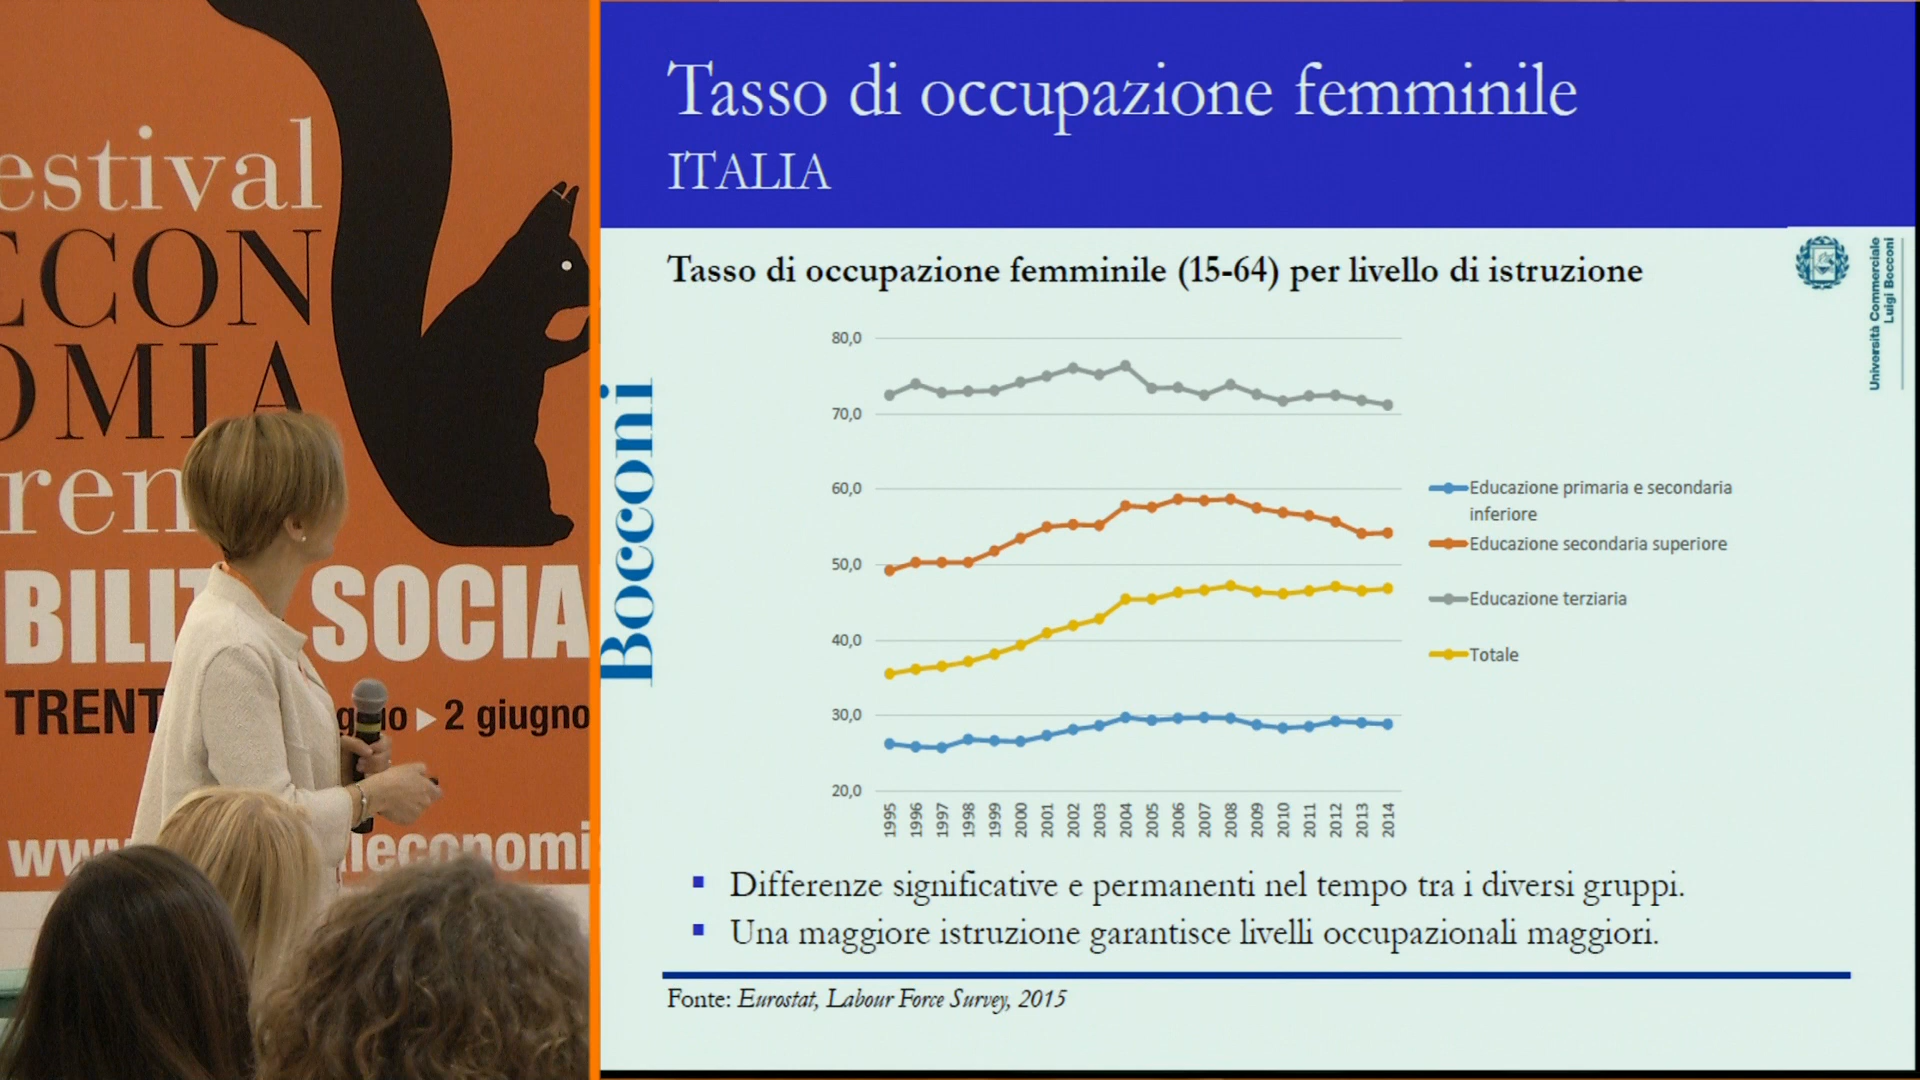 estival
ECON
OMIA
ren
BILIT SOCIA
TRENT gio ▸ 2 giugno
www leconomi
Tasso di occupazione femminile
ITALIA
Università Commerciale
Luigi Bocconi
Bocconi
Tasso di occupazione femminile (15-64) per livello di istruzione
80,0
70,0
60,0
50,0
40,0
30,0
20,0
1995 1996 1997 1998 1999 2000 2001 2002 2003 2004 2005 2006 2007 2008 2009 2010 2011 2012 2013 2014
Educazione primaria e secondaria
inferiore
Educazione secondaria superiore
Educazione terziaria
Totale
▪ Differenze significative e permanenti nel tempo tra i diversi gruppi.
▪ Una maggiore istruzione garantisce livelli occupazionali maggiori.
Fonte: Eurostat, Labour Force Survey, 2015